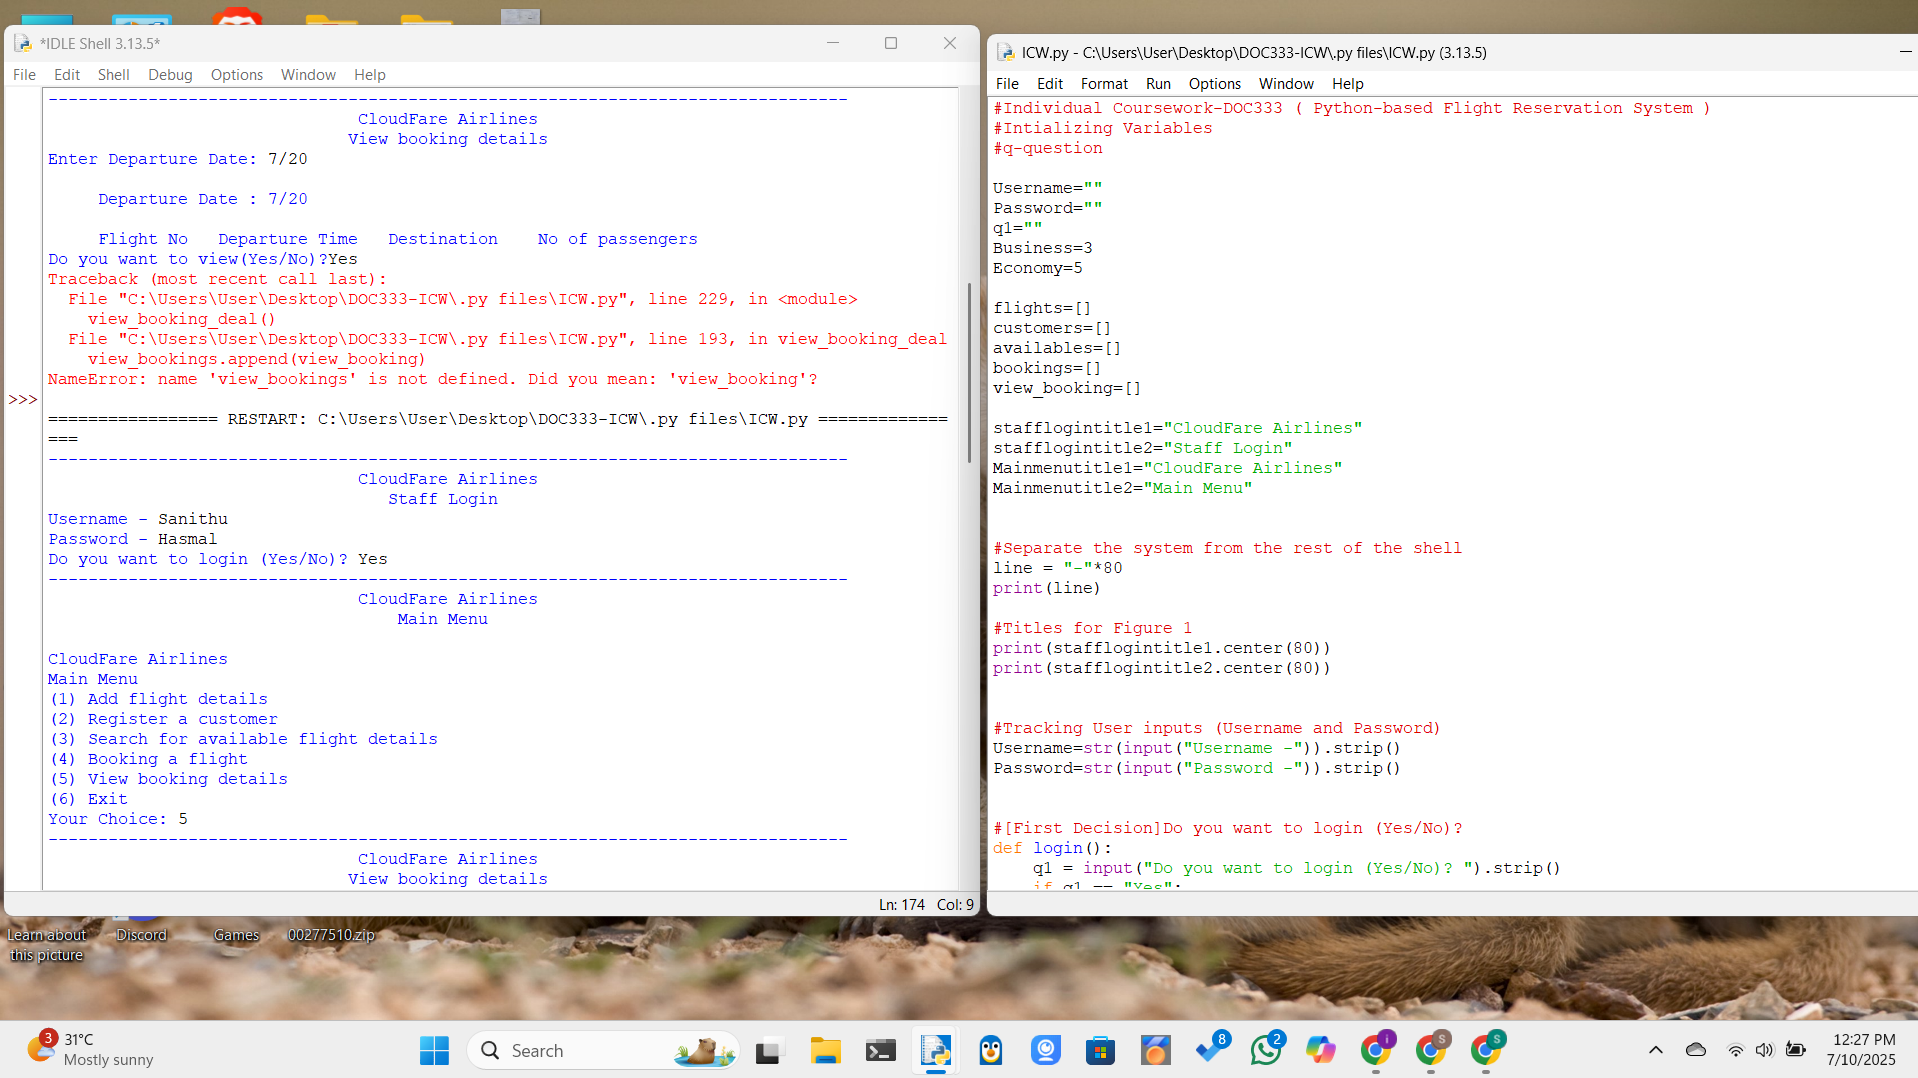 *IDLE Shell 3.13.5*
File Edit Shell Debug Options Window Help
--------------------------------------------------------------------------------
CloudFare Airlines
View booking details
Enter Departure Date: 7/20
Departure Date : 7/20
Flight No Departure Time Destination No of passengers
Do you want to view(Yes/No)?Yes
Traceback (most recent call last):
File "C:\Users\User\Desktop\DOC333-ICW\.py files\ICW.py", line 229, in <module>
view_booking_deal()
File "C:\Users\User\Desktop\DOC333-ICW\.py files\ICW.py", line 193, in view_booking_deal
view_bookings.append(view_booking)
NameError: name 'view_bookings' is not defined. Did you mean: 'view_booking'?
>>>
================= RESTART: C:\Users\User\Desktop\DOC333-ICW\.py files\ICW.py =============
===
--------------------------------------------------------------------------------
CloudFare Airlines
Staff Login
Username - Sanithu
Password - Hasmal
Do you want to login (Yes/No)? Yes
--------------------------------------------------------------------------------
CloudFare Airlines
Main Menu
CloudFare Airlines
Main Menu
(1) Add flight details
(2) Register a customer
(3) Search for available flight details
(4) Booking a flight
(5) View booking details
(6) Exit
Your Choice: 5
--------------------------------------------------------------------------------
CloudFare Airlines
View booking details
Ln: 174 Col: 9
ICW.py - C:\Users\User\Desktop\DOC333-ICW\.py files\ICW.py (3.13.5)
File Edit Format Run Options Window Help
#Individual Coursework-DOC333 ( Python-based Flight Reservation System )
#Intializing Variables
#q-question
Username=""
Password=""
q1=""
Business=3
Economy=5
flights=[]
customers=[]
availables=[]
bookings=[]
view_booking=[]
stafflogintitle1="CloudFare Airlines"
stafflogintitle2="Staff Login"
Mainmenutitle1="CloudFare Airlines"
Mainmenutitle2="Main Menu"
#Separate the system from the rest of the shell
line = "-"*80
print(line)
#Titles for Figure 1
print(stafflogintitle1.center(80))
print(stafflogintitle2.center(80))
#Tracking User inputs (Username and Password)
Username=str(input("Username -")).strip()
Password=str(input("Password -")).strip()
#[First Decision]Do you want to login (Yes/No)?
def login():
q1 = input("Do you want to login (Yes/No)? ").strip()
if q1 == "Yes":
Learn about
this picture
Discord
Games
00277510.zip
3
31°C
Mostly sunny
Search
8
2
i
S
S
12:27 PM
7/10/2025